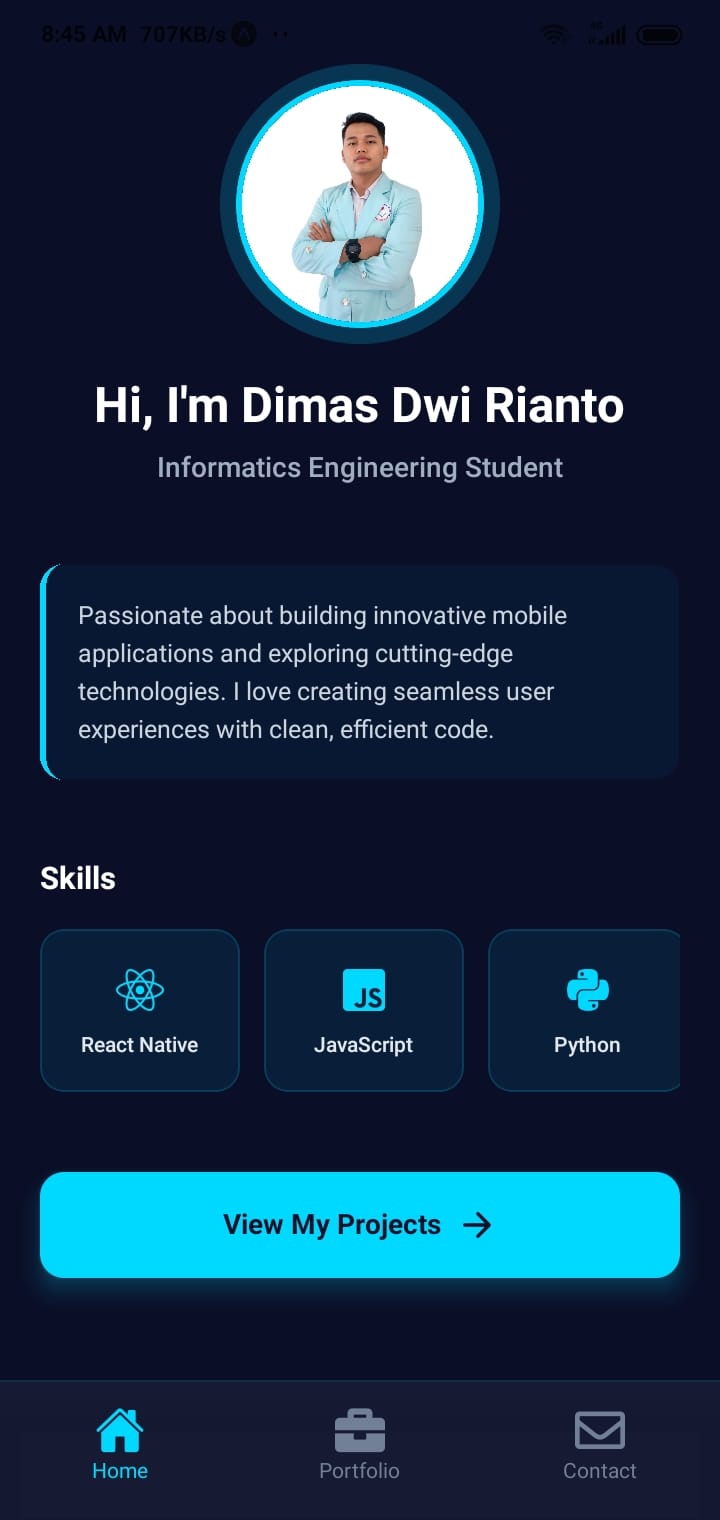 8:45 AM 707KB/s
4G
Hi, I'm Dimas Dwi Rianto
Informatics Engineering Student
Passionate about building innovative mobile
applications and exploring cutting-edge
technologies. I love creating seamless user
experiences with clean, efficient code.
Skills
JS
React Native
JavaScript
Python
View My Projects
Home
Portfolio
Contact